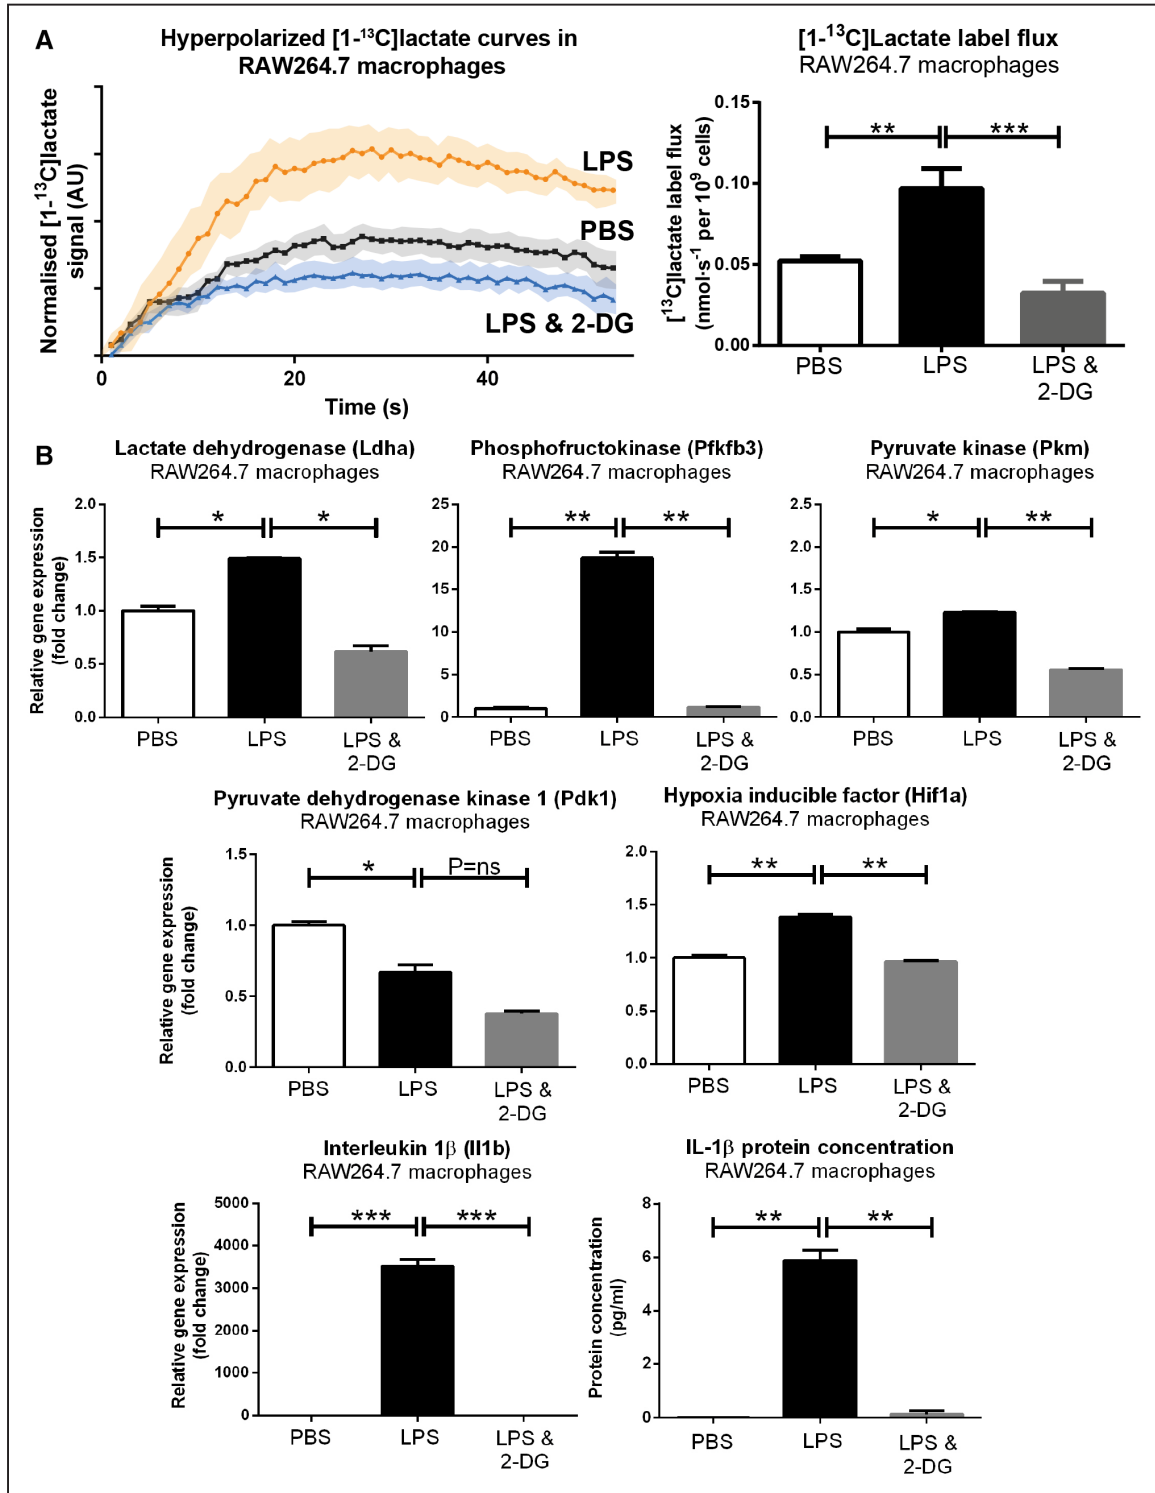 A
Hyperpolarized [1-¹³C]lactate curves in
RAW264.7 macrophages
Normalised [1-¹³C]lactate
signal (AU)
LPS
PBS
LPS & 2-DG
0
20
40
Time (s)
[1-¹³C]Lactate label flux
RAW264.7 macrophages
[¹³C]lactate label flux
(nmol·s⁻¹ per 10⁹ cells)
0.15
0.10
0.05
0.00
**
***
PBS
LPS
LPS &
2-DG
B
Lactate dehydrogenase (Ldha)
RAW264.7 macrophages
Relative gene expression
(fold change)
2.0
1.5
1.0
0.5
0.0
*
*
PBS
LPS
LPS &
2-DG
Phosphofructokinase (Pfkfb3)
RAW264.7 macrophages
25
20
15
10
5
0
**
**
PBS
LPS
LPS &
2-DG
Pyruvate kinase (Pkm)
RAW264.7 macrophages
2.5
2.0
1.5
1.0
0.5
0.0
*
**
PBS
LPS
LPS &
2-DG
Pyruvate dehydrogenase kinase 1 (Pdk1)
RAW264.7 macrophages
Relative gene expression
(fold change)
1.5
1.0
0.5
0.0
*
P=ns
PBS
LPS
LPS &
2-DG
Hypoxia inducible factor (Hif1a)
RAW264.7 macrophages
2.0
1.5
1.0
0.5
0.0
**
**
PBS
LPS
LPS &
2-DG
Interleukin 1β (Il1b)
RAW264.7 macrophages
Relative gene expression
(fold change)
5000
4000
3000
2000
1000
0
***
***
PBS
LPS
LPS &
2-DG
IL-1β protein concentration
RAW264.7 macrophages
Protein concentration
(pg/ml)
8
6
4
2
0
**
**
PBS
LPS
LPS &
2-DG